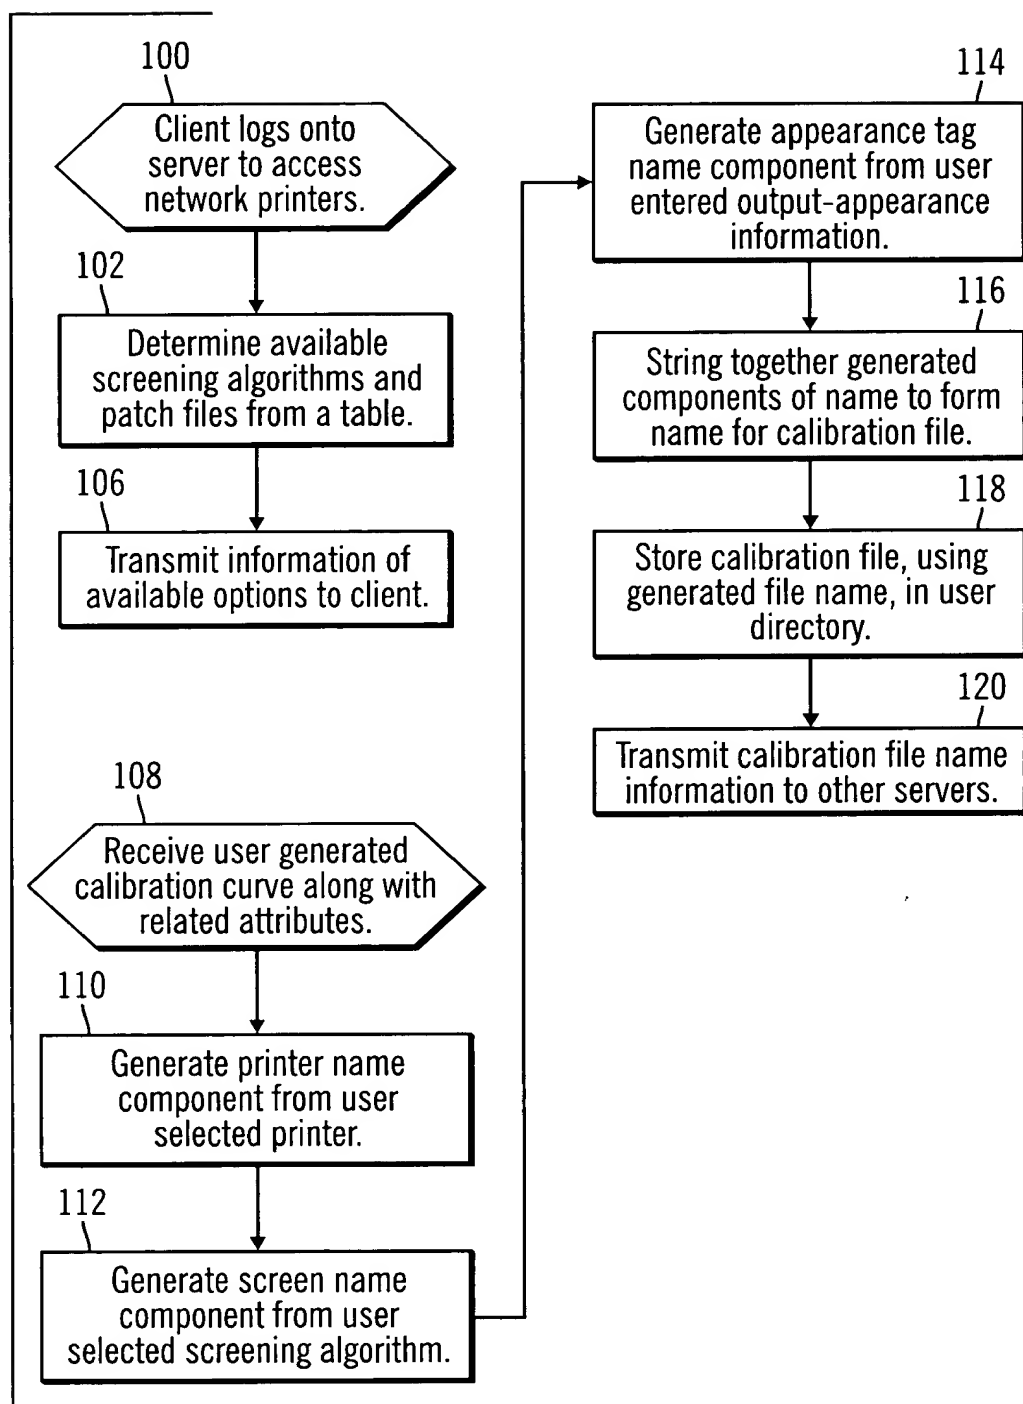 100
Client logs onto
server to access
network printers.
102
Determine available
screening algorithms and
patch files from a table.
106
Transmit information of
available options to client.
108
Receive user generated
calibration curve along with
related attributes.
110
Generate printer name
component from user
selected printer.
112
Generate screen name
component from user
selected screening algorithm.
114
Generate appearance tag
name component from user
entered output-appearance
information.
116
String together generated
components of name to form
name for calibration file.
118
Store calibration file, using
generated file name, in user
directory.
120
Transmit calibration file name
information to other servers.